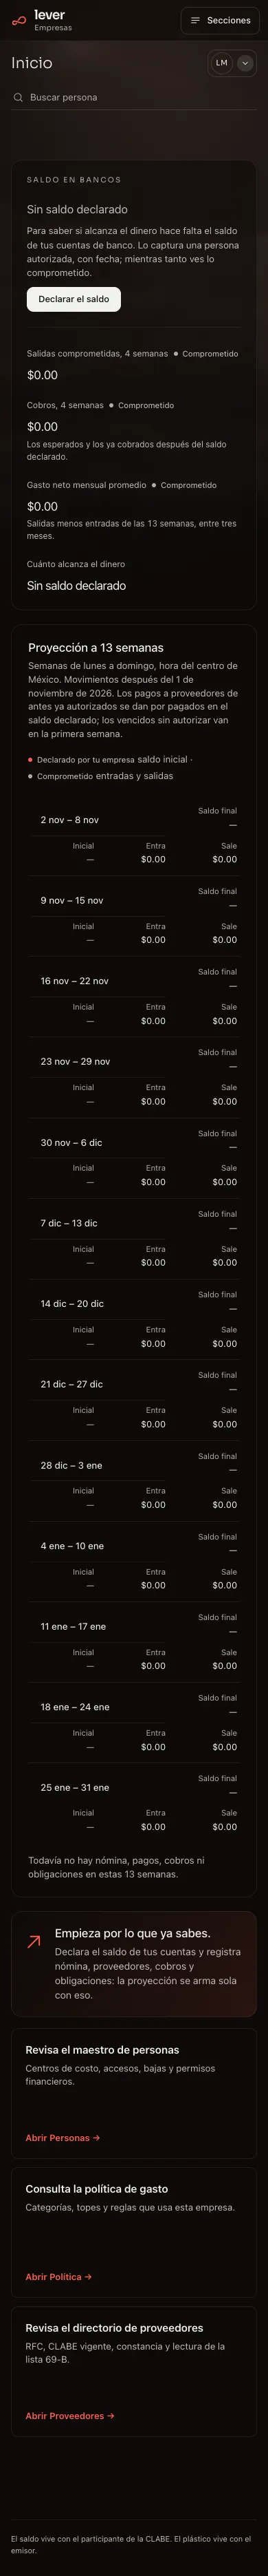 lever
Empresas
Secciones
Inicio
LM
Buscar persona
SALDO EN BANCOS
Sin saldo declarado
Para saber si alcanza el dinero hace falta el saldo
de tus cuentas de banco. Lo captura una persona
autorizada, con fecha; mientras tanto ves lo
comprometido.
Declarar el saldo
Salidas comprometidas, 4 semanas • Comprometido
$0.00
Cobros, 4 semanas • Comprometido
$0.00
Los esperados y los ya cobrados después del saldo
declarado.
Gasto neto mensual promedio • Comprometido
$0.00
Salidas menos entradas de las 13 semanas, entre tres
meses.
Cuánto alcanza el dinero
Sin saldo declarado
Proyección a 13 semanas
Semanas de lunes a domingo, hora del centro de
México. Movimientos después del 1 de
noviembre de 2026. Los pagos a proveedores de
antes ya autorizados se dan por pagados en el
saldo declarado; los vencidos sin autorizar van
en la primera semana.
• Declarado por tu empresa saldo inicial ·
• Comprometido entradas y salidas
Saldo final
2 nov – 8 nov —
Inicial Entra Sale
— $0.00 $0.00
Saldo final
9 nov – 15 nov —
Inicial Entra Sale
— $0.00 $0.00
Saldo final
16 nov – 22 nov —
Inicial Entra Sale
— $0.00 $0.00
Saldo final
23 nov – 29 nov —
Inicial Entra Sale
— $0.00 $0.00
Saldo final
30 nov – 6 dic —
Inicial Entra Sale
— $0.00 $0.00
Saldo final
7 dic – 13 dic —
Inicial Entra Sale
— $0.00 $0.00
Saldo final
14 dic – 20 dic —
Inicial Entra Sale
— $0.00 $0.00
Saldo final
21 dic – 27 dic —
Inicial Entra Sale
— $0.00 $0.00
Saldo final
28 dic – 3 ene —
Inicial Entra Sale
— $0.00 $0.00
Saldo final
4 ene – 10 ene —
Inicial Entra Sale
— $0.00 $0.00
Saldo final
11 ene – 17 ene —
Inicial Entra Sale
— $0.00 $0.00
Saldo final
18 ene – 24 ene —
Inicial Entra Sale
— $0.00 $0.00
Saldo final
25 ene – 31 ene —
Inicial Entra Sale
— $0.00 $0.00
Todavía no hay nómina, pagos, cobros ni
obligaciones en estas 13 semanas.
Empieza por lo que ya sabes.
Declara el saldo de tus cuentas y registra
nómina, proveedores, cobros y
obligaciones: la proyección se arma sola
con eso.
Revisa el maestro de personas
Centros de costo, accesos, bajas y permisos
financieros.
Abrir Personas →
Consulta la política de gasto
Categorías, topes y reglas que usa esta empresa.
Abrir Política →
Revisa el directorio de proveedores
RFC, CLABE vigente, constancia y lectura de la
lista 69-B.
Abrir Proveedores →
El saldo vive con el participante de la CLABE. El plástico vive con el
emisor.